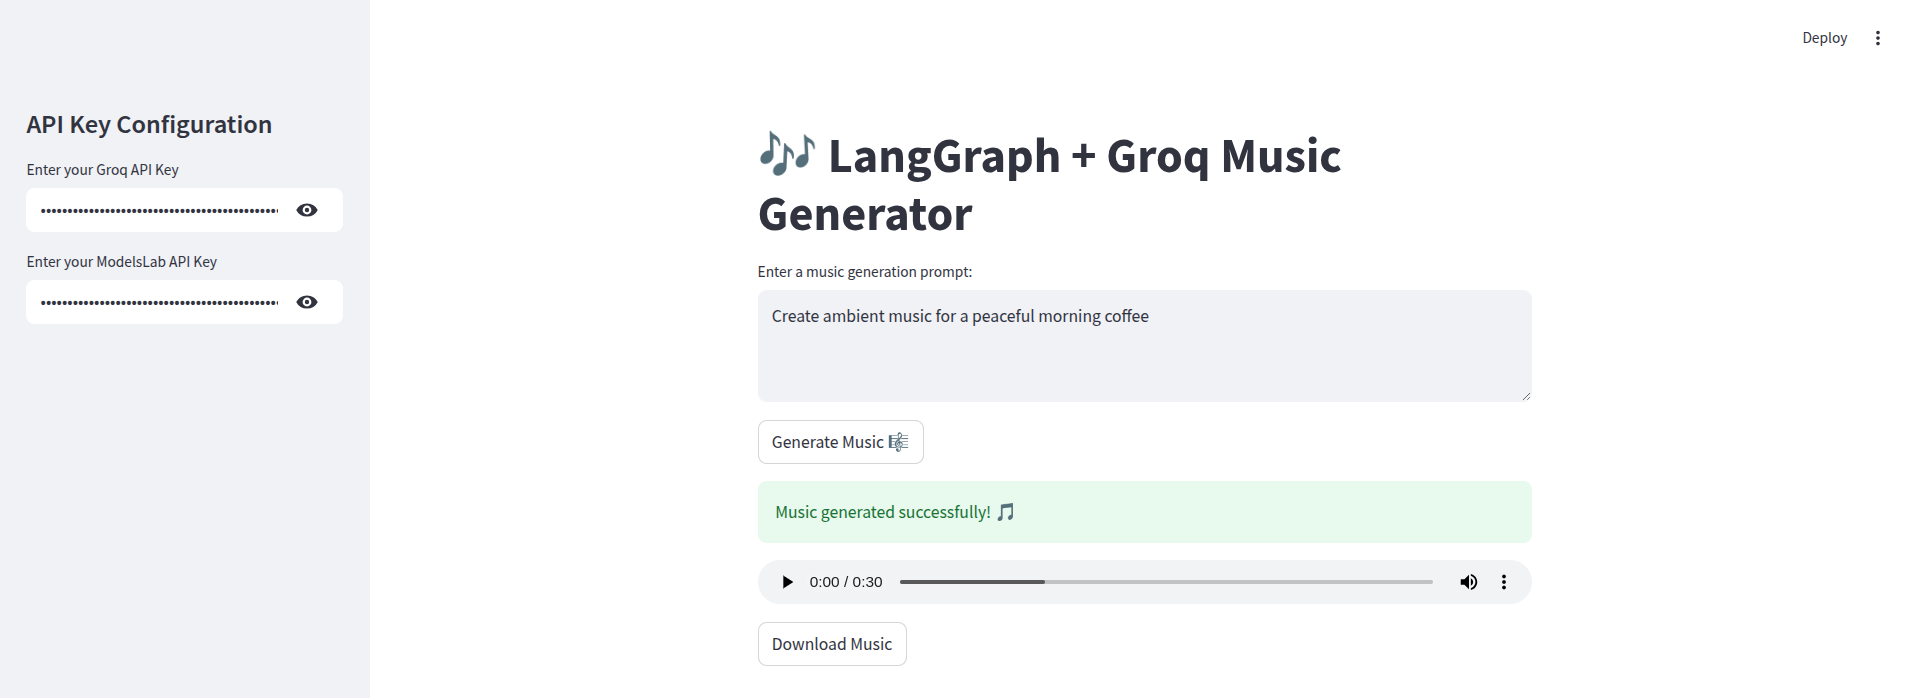 Deploy
API Key Configuration
Enter your Groq API Key
••••••••••••••••••••••••••••••••••••••••••••
Enter your ModelsLab API Key
••••••••••••••••••••••••••••••••••••••••••••
🎶 LangGraph + Groq Music
Generator
Enter a music generation prompt:
Create ambient music for a peaceful morning coffee
Generate Music 🎼
Music generated successfully! 🎵
0:00 / 0:30
Download Music